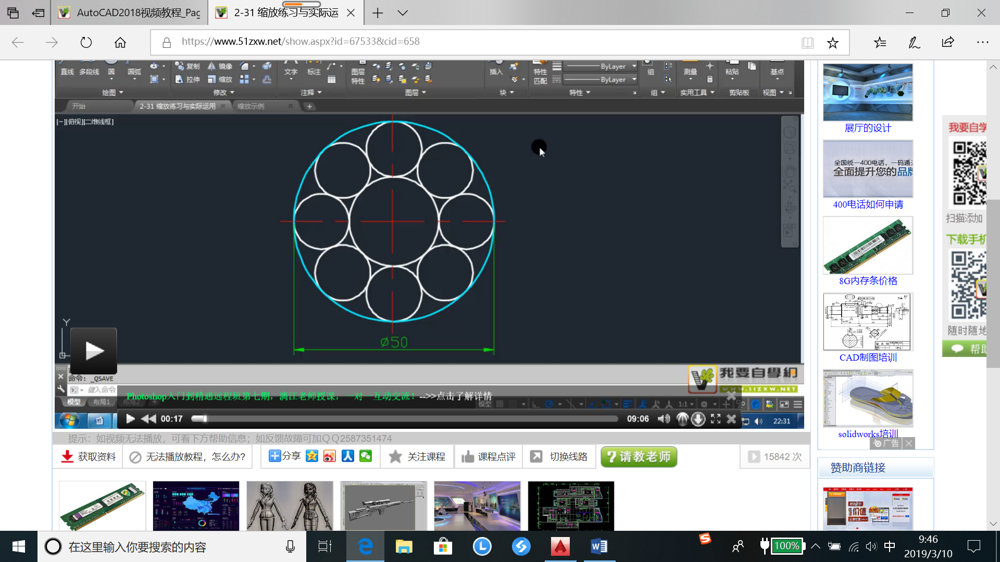 AutoCAD2018视频教程_Pag
2-31 缩放练习与实际运
https://www.51zxw.net/show.aspx?id=67533&cid=658
直线 多段线 圆 圆弧 复制 镜像 文字 标注 图层 插入 特性 ByLayer 组 测量 粘贴 基点
拉伸 缩放 特性 匹配 ByLayer
绘图 修改 注释 图层 块 特性 组 实用工具 剪贴板 视图
开始 2-31 缩放练习与实际运用 缩放示例
[-][俯视][二维线框]
Y
Ø50
命令: _QSAVE
键入命令
模型 布局1 布局2
我要自學網
WWW.51ZXW.NET
Photoshop入门到精通远程班第七期，漓江老师授课，一对一互动交流！-->>点击了解详情
模型 1:1
00:17 09:06 22:31
提示：如视频无法播放，可看下方帮助信息；如反馈故障可加QQ2587351474
获取资料 无法播放教程，怎么办? 分享 关注课程 课程点评 切换线路 ?请教老师 15842 次
展厅的设计
全国统一400电话，一码通
全面提升您的品牌
400电话如何申请
8G内存条价格
CAD制图培训
solidworks培训
广告
赞助商链接
我要自学
扫描添加
下载手机
随时随地
帮助
在这里输入你要搜索的内容
100%
中
9:46
2019/3/10